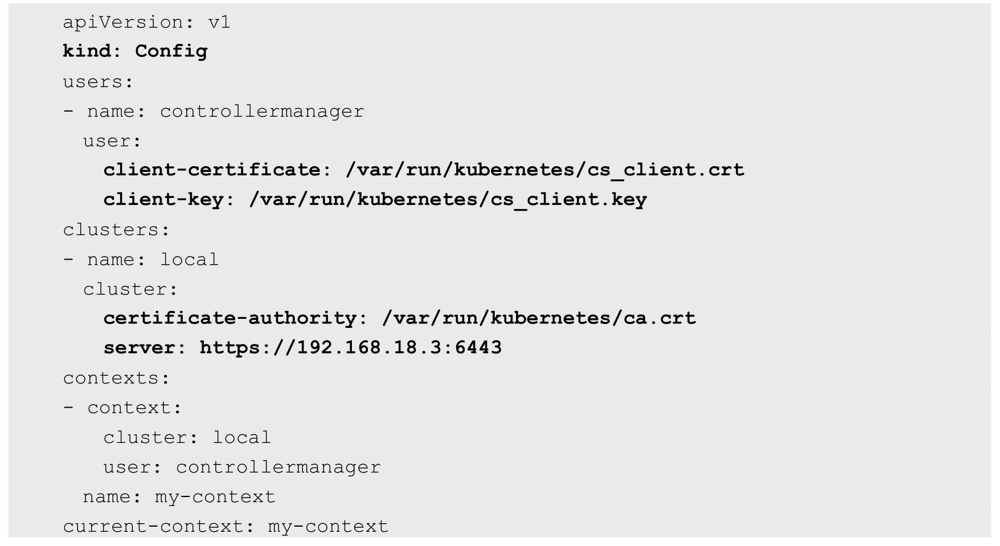 apiVersion: v1
kind: Config
users:
- name: controllermanager
  user:
    client-certificate: /var/run/kubernetes/cs_client.crt
    client-key: /var/run/kubernetes/cs_client.key
clusters:
- name: local
  cluster:
    certificate-authority: /var/run/kubernetes/ca.crt
    server: https://192.168.18.3:6443
contexts:
- context:
    cluster: local
    user: controllermanager
  name: my-context
current-context: my-context